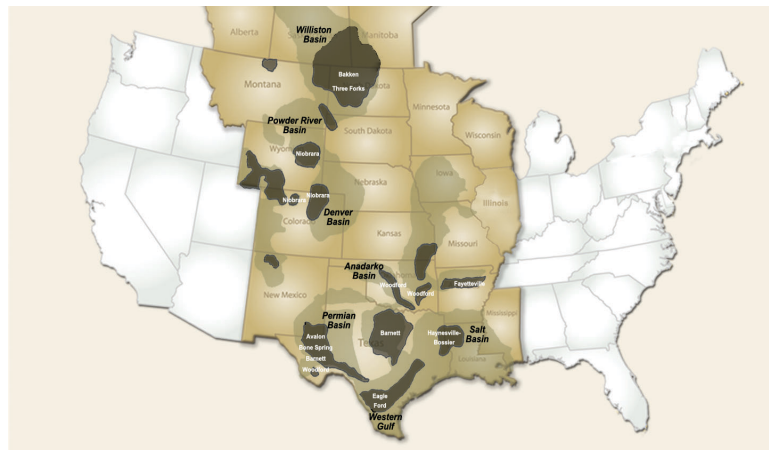 Alberta
Manitoba
Williston
Basin
Montana
Bakken
Three Forks
Minnesota
Wisconsin
Powder River
Basin
South Dakota
Niobrara
Nebraska
Iowa
Illinois
Niobrara
Niobrara
Denver
Basin
Kansas
Missouri
Anadarko
Basin
Woodford
Woodford
Fayetteville
New Mexico
Mississippi
Permian
Basin
Avalon
Bone Spring
Barnett
Woodford
Barnett
Texas
Haynesville-
Bossier
Salt
Basin
Louisiana
Eagle
Ford
Western
Gulf